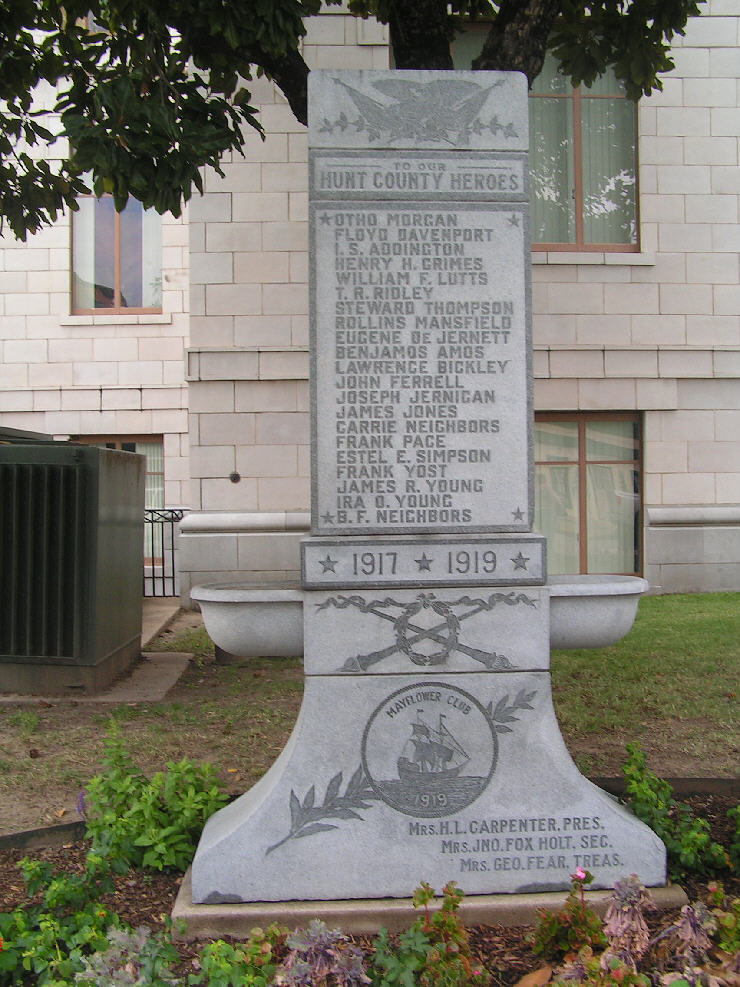 TO OUR
HUNT COUNTY HEROES
OTHO MORGAN
FLOYD DAVENPORT
I. S. ADDINGTON
HENRY H. GRIMES
WILLIAM F. LUTTS
T. R. RIDLEY
STEWARD THOMPSON
ROLLINS MANSFIELD
EUGENE DE JERNETT
BENJAMOS AMOS
LAWRENCE BICKLEY
JOHN FERRELL
JOSEPH JERNIGAN
JAMES JONES
CARRIE NEIGHBORS
FRANK PACE
ESTEL E. SIMPSON
FRANK YOST
JAMES R. YOUNG
IRA O. YOUNG
B. F. NEIGHBORS
1917 ★ 1919
MAYFLOWER CLUB
1919
MRS. H. L. CARPENTER. PRES.
MRS. JNO. FOX HOLT, SEC.
MRS. GEO. FEAR, TREAS.